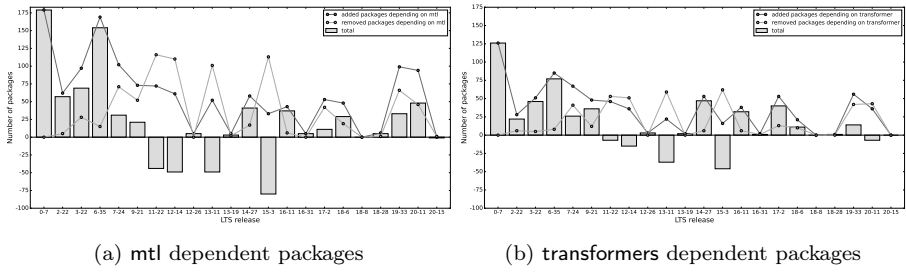 175
150
125
100
75
50
25
0
-25
-50
-75
-100
Number of packages
added packages depending on mtl
removed packages depending on mtl
total
0-7 2-22 3-22 6-35 7-24 9-21 11-22 12-14 12-26 13-11 13-19 14-27 15-3 16-11 16-31 17-2 18-6 18-8 18-28 19-33 20-11 20-15
LTS release
(a) mtl dependent packages
175
150
125
100
75
50
25
0
-25
-50
-75
-100
Number of packages
added packages depending on transformer
removed packages depending on transformer
total
0-7 2-22 3-22 6-35 7-24 9-21 11-22 12-14 12-26 13-11 13-19 14-27 15-3 16-11 16-31 17-2 18-6 18-8 18-28 19-33 20-11 20-15
LTS release
(b) transformers dependent packages